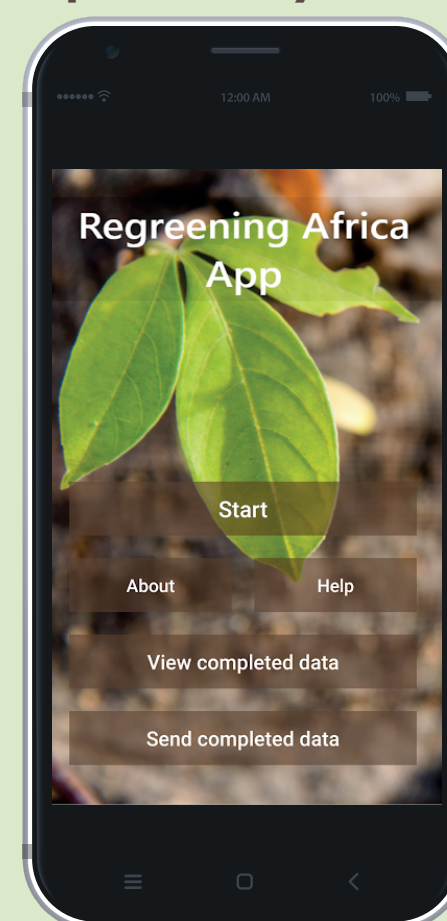 12:00 AM
100%
Regreening Africa
App
Start
About
Help
View completed data
Send completed data